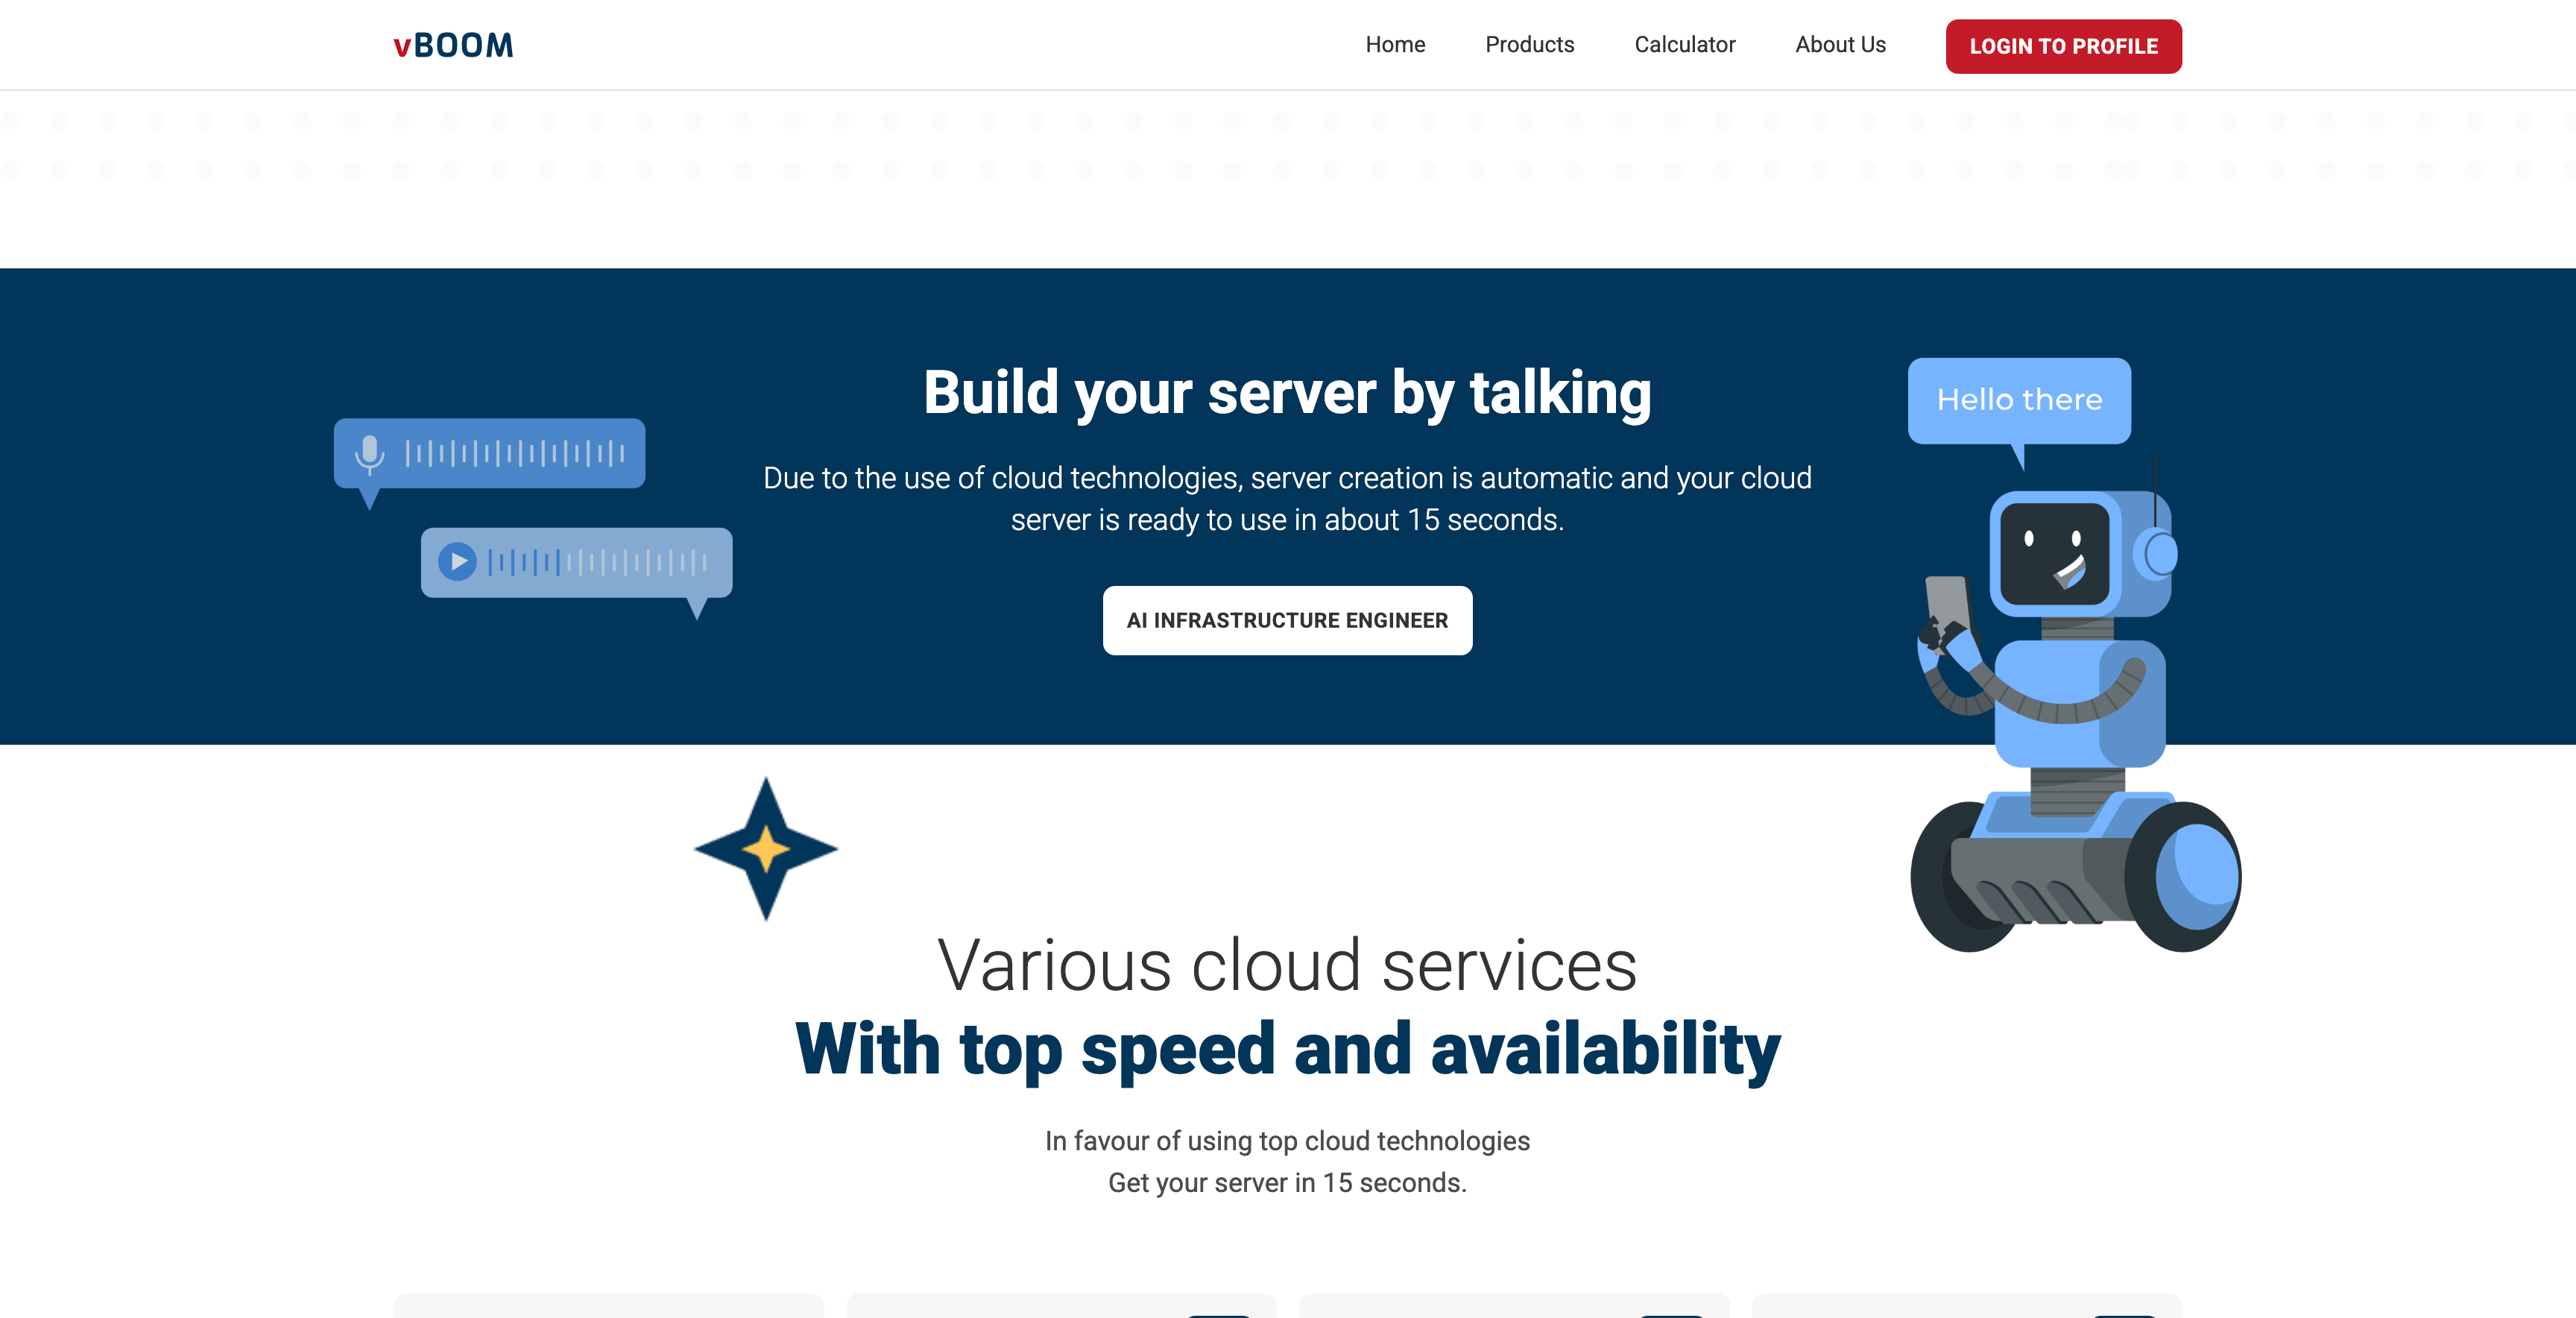 vBOOM
Home
Products
Calculator
About Us
LOGIN TO PROFILE
Hello there
Build your server by talking
Due to the use of cloud technologies, server creation is automatic and your cloud
server is ready to use in about 15 seconds.
AI INFRASTRUCTURE ENGINEER
Various cloud services
With top speed and availability
In favour of using top cloud technologies
Get your server in 15 seconds.